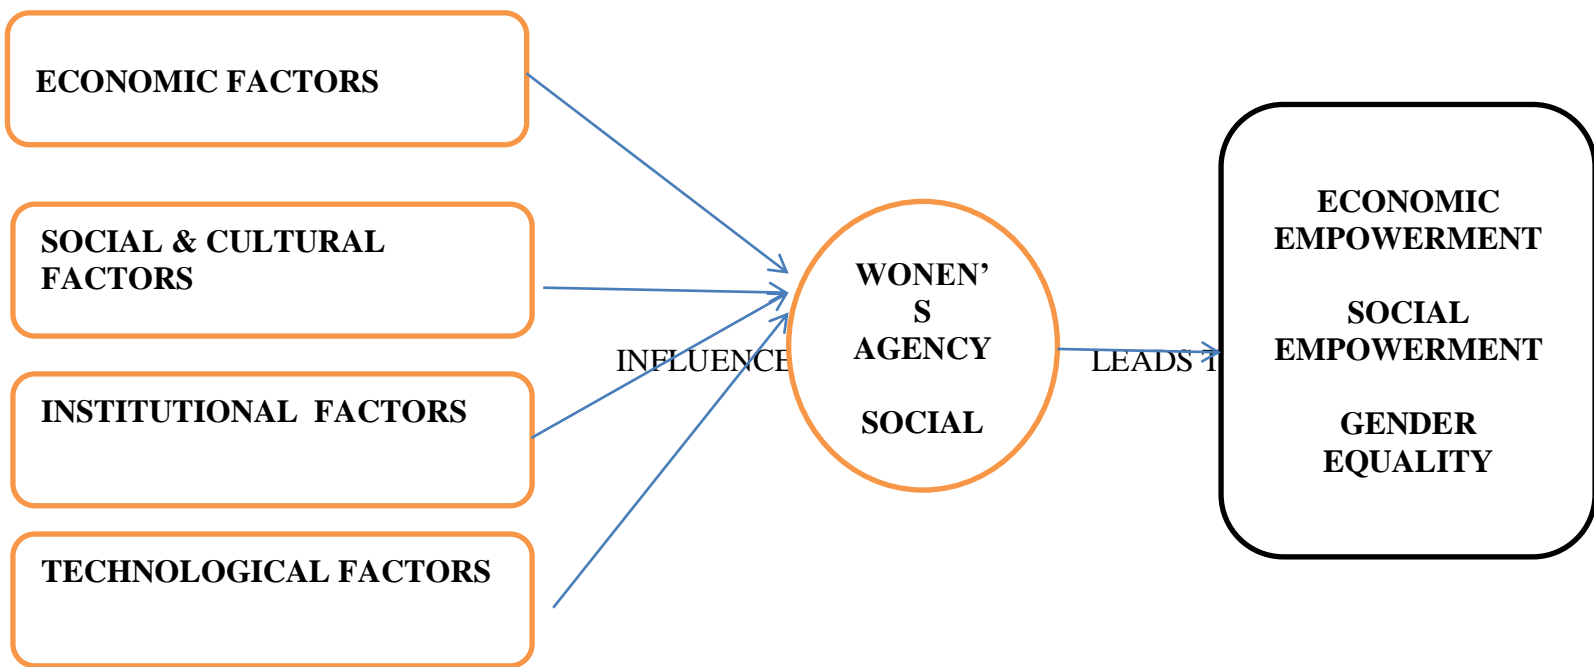 ECONOMIC FACTORS
SOCIAL & CULTURAL
FACTORS
INSTITUTIONAL FACTORS
TECHNOLOGICAL FACTORS
INFLUENCE
WONEN’
S
AGENCY
SOCIAL
LEADS T
ECONOMIC
EMPOWERMENT
SOCIAL
EMPOWERMENT
GENDER
EQUALITY